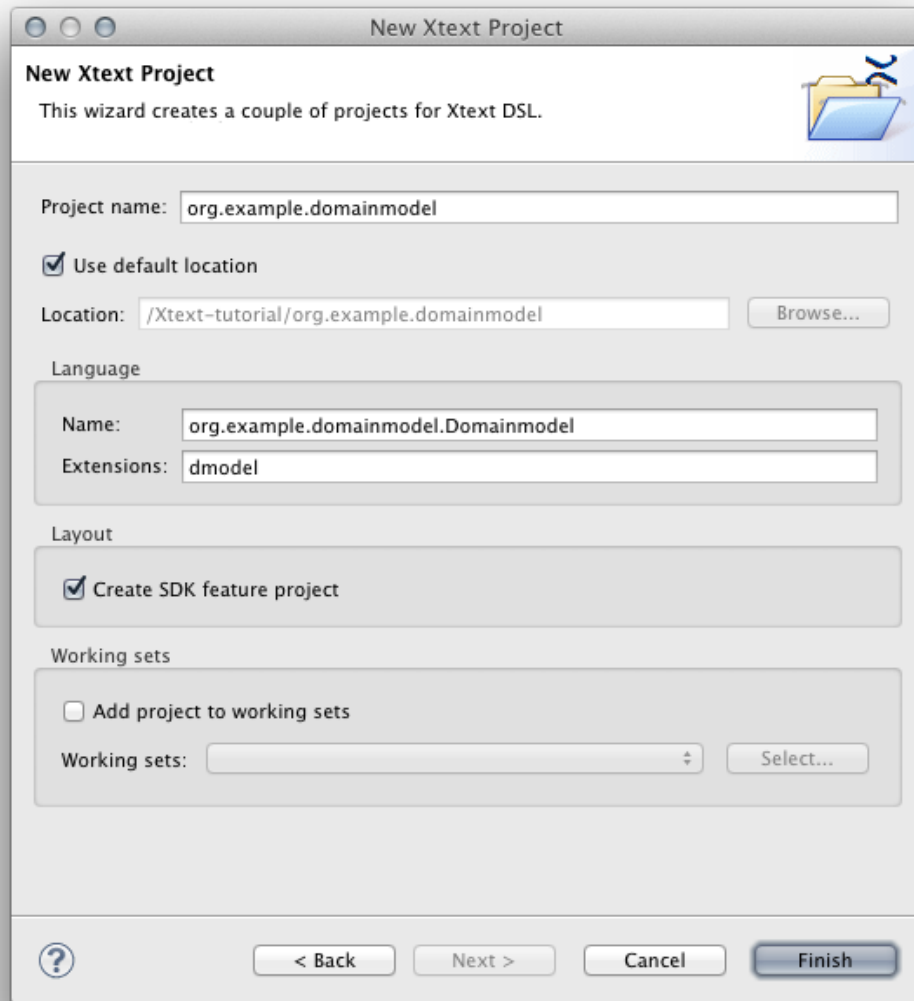 New Xtext Project
New Xtext Project
This wizard creates a couple of projects for Xtext DSL.
Project name: org.example.domainmodel
Use default location
Location: /Xtext-tutorial/org.example.domainmodel Browse...
Language
Name: org.example.domainmodel.Domainmodel
Extensions: dmodel
Layout
Create SDK feature project
Working sets
Add project to working sets
Working sets: Select...
? < Back Next > Cancel Finish